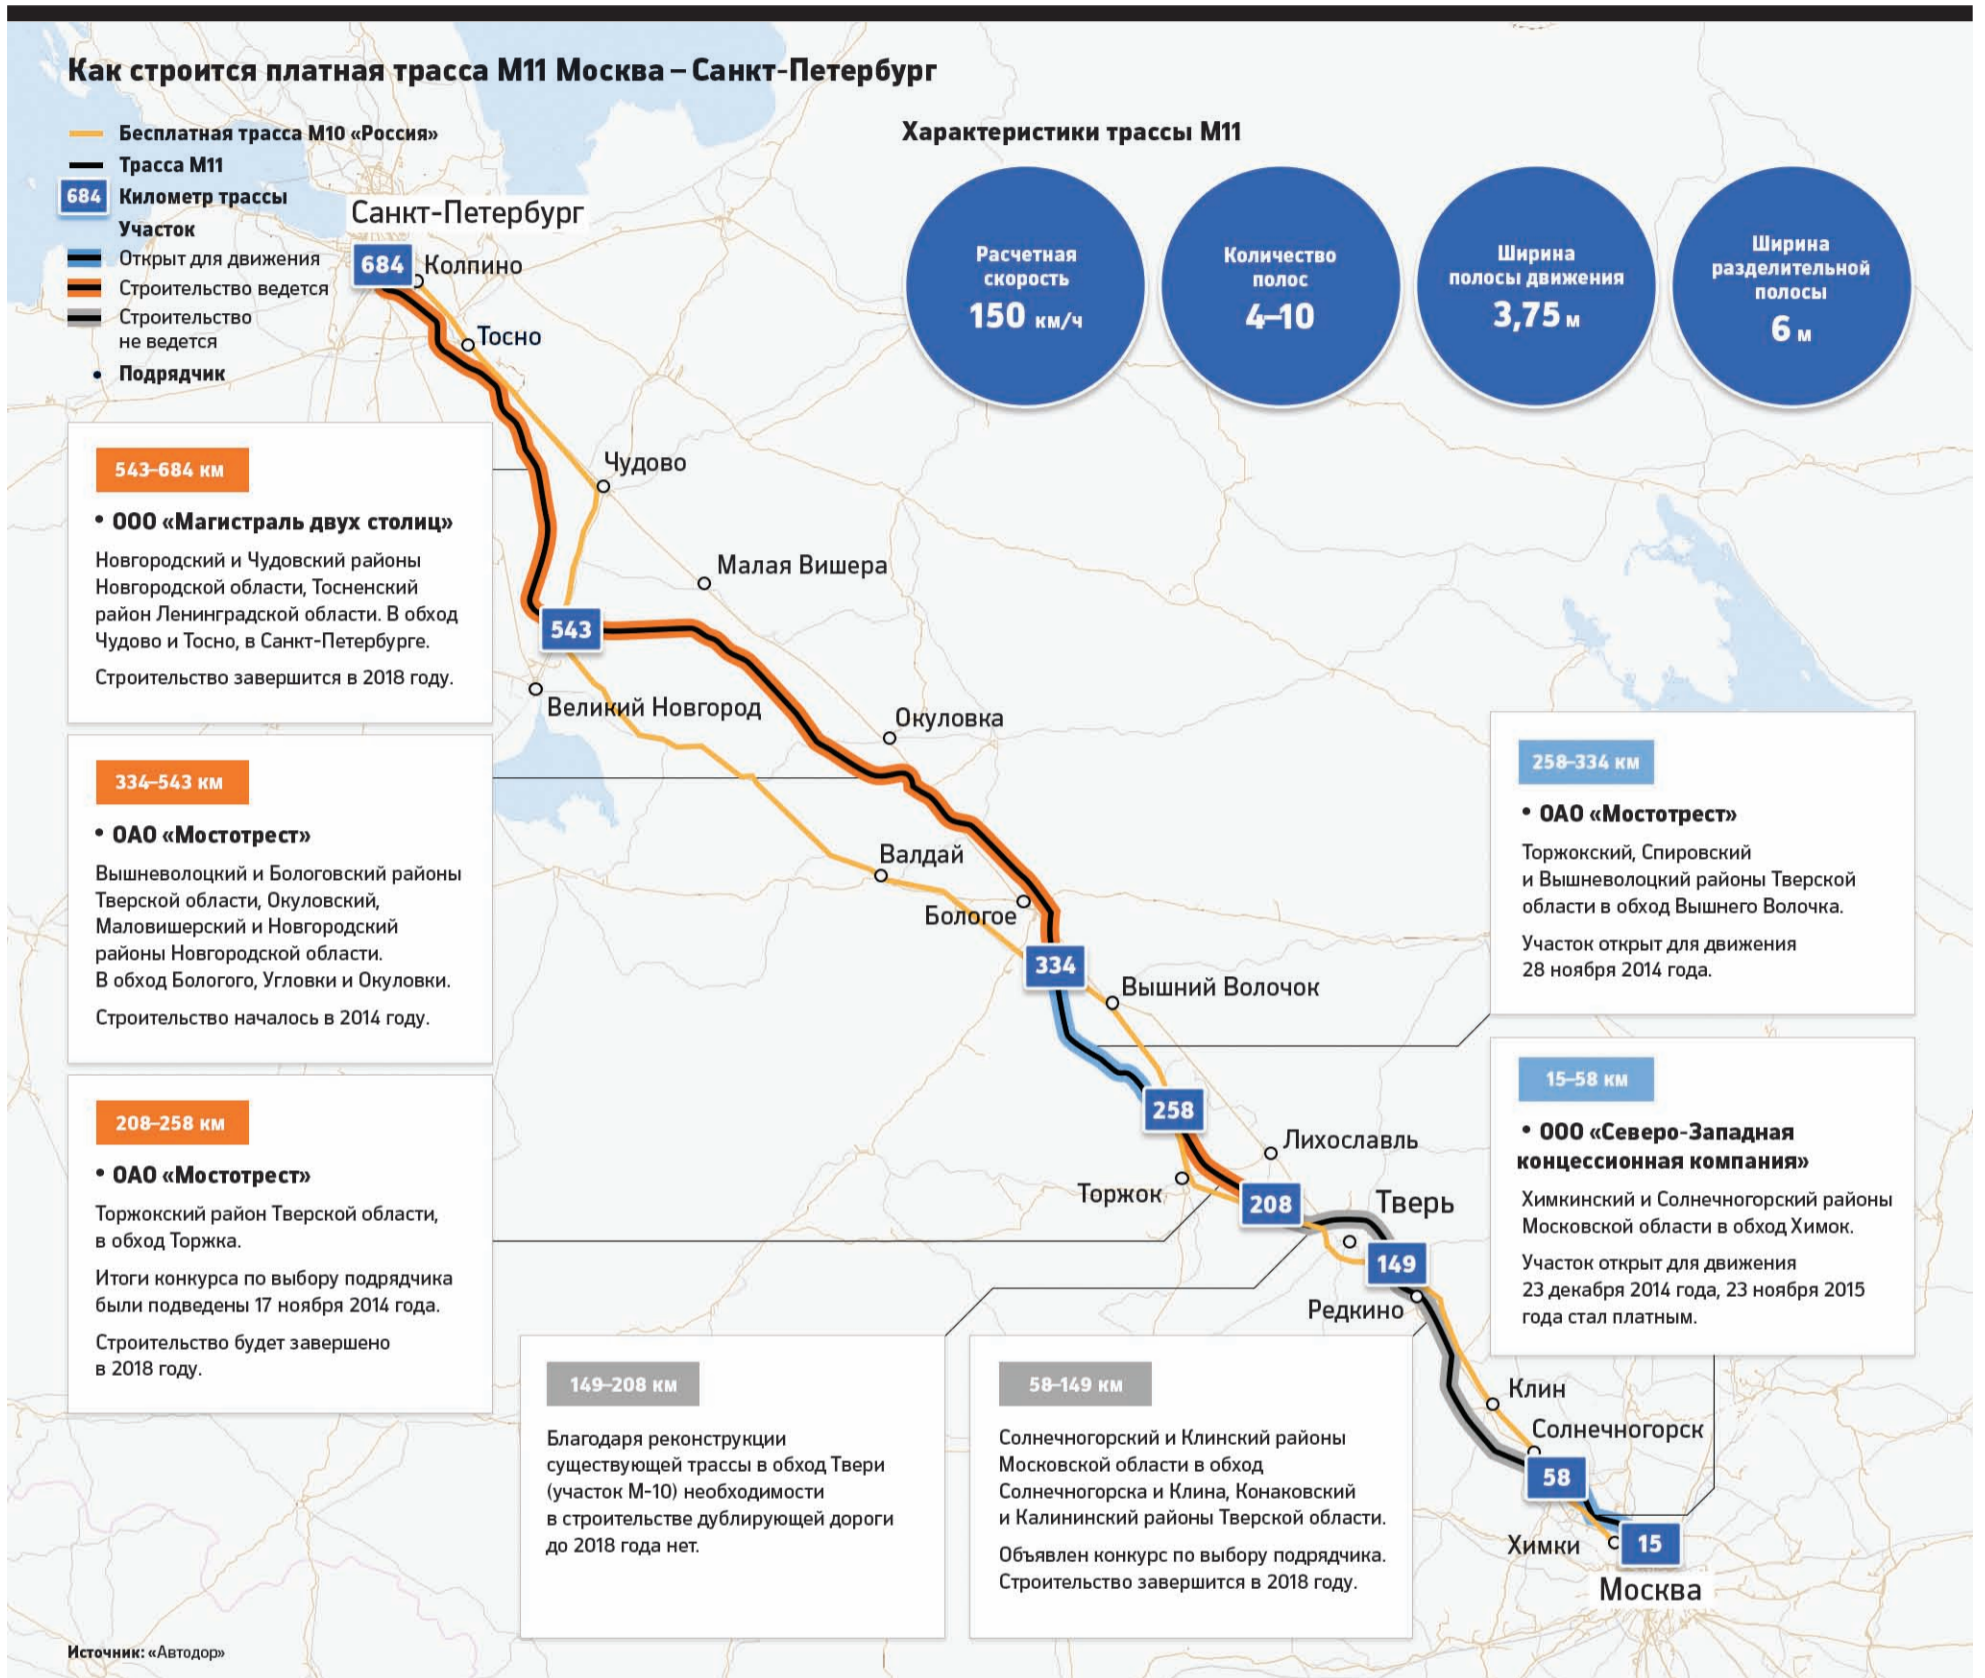 Как строится платная трасса М11 Москва – Санкт-Петербург
Бесплатная трасса М10 «Россия»
Трасса М11
684
Километр трассы
Участок
Открыт для движения
Строительство ведется
Строительство
не ведется
Подрядчик
Характеристики трассы М11
Расчетная
скорость
150 км/ч
Количество
полос
4–10
Ширина
полосы движения
3,75 м
Ширина
разделительной
полосы
6 м
Санкт-Петербург
684
Колпино
Тосно
Чудово
Малая Вишера
543
Великий Новгород
Окуловка
Валдай
Бологое
334
Вышний Волочок
258
Лихославль
Торжок
208
Тверь
149
Редкино
Клин
Солнечногорск
58
Химки
15
Москва
543–684 км
• ООО «Магистраль двух столиц»
Новгородский и Чудовский районы
Новгородской области, Тосненский
район Ленинградской области. В обход
Чудово и Тосно, в Санкт-Петербурге.
Строительство завершится в 2018 году.
334–543 км
• ОАО «Мостотрест»
Вышневолоцкий и Бологовский районы
Тверской области, Окуловский,
Маловишерский и Новгородский
районы Новгородской области.
В обход Бологого, Угловки и Окуловки.
Строительство началось в 2014 году.
208–258 км
• ОАО «Мостотрест»
Торжокский район Тверской области,
в обход Торжка.
Итоги конкурса по выбору подрядчика
были подведены 17 ноября 2014 года.
Строительство будет завершено
в 2018 году.
149–208 км
Благодаря реконструкции
существующей трассы в обход Твери
(участок М-10) необходимости
в строительстве дублирующей дороги
до 2018 года нет.
58–149 км
Солнечногорский и Клинский районы
Московской области в обход
Солнечногорска и Клина, Конаковский
и Калининский районы Тверской области.
Объявлен конкурс по выбору подрядчика.
Строительство завершится в 2018 году.
258–334 км
• ОАО «Мостотрест»
Торжокский, Спировский
и Вышневолоцкий районы Тверской
области в обход Вышнего Волочка.
Участок открыт для движения
28 ноября 2014 года.
15–58 км
• ООО «Северо-Западная
концессионная компания»
Химкинский и Солнечногорский районы
Московской области в обход Химок.
Участок открыт для движения
23 декабря 2014 года, 23 ноября 2015
года стал платным.
Источник: «Автодор»